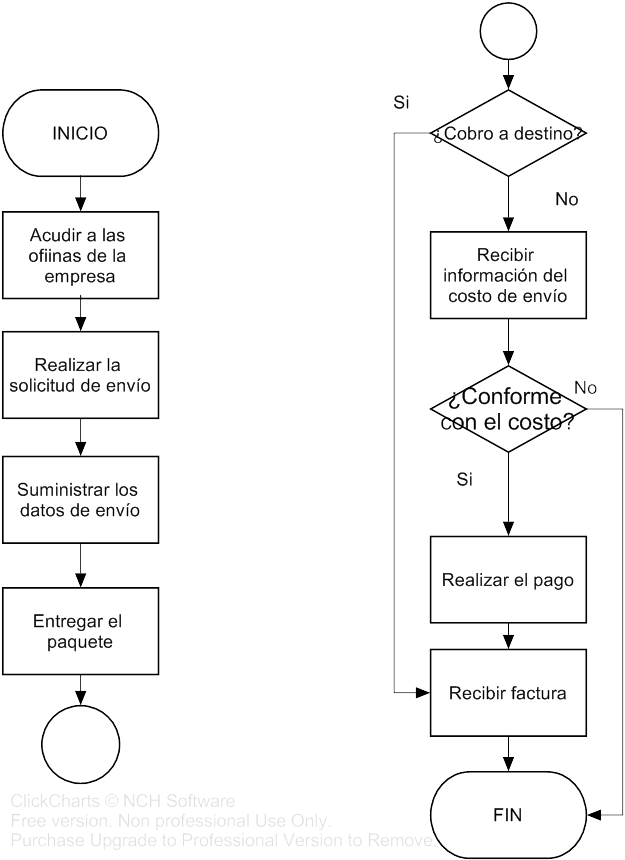 INICIO
Acudir a las
ofiinas de la
empresa
Realizar la
solicitud de envío
Suministrar los
datos de envío
Entregar el
paquete
Si
¿Cobro a destino?
No
Recibir
información del
costo de envío
¿Conforme
con el costo?
No
Si
Realizar el pago
Recibir factura
FIN
ClickCharts © NCH Software
Free version. Non professional Use Only.
Purchase Upgrade to Professional Version to Remove.